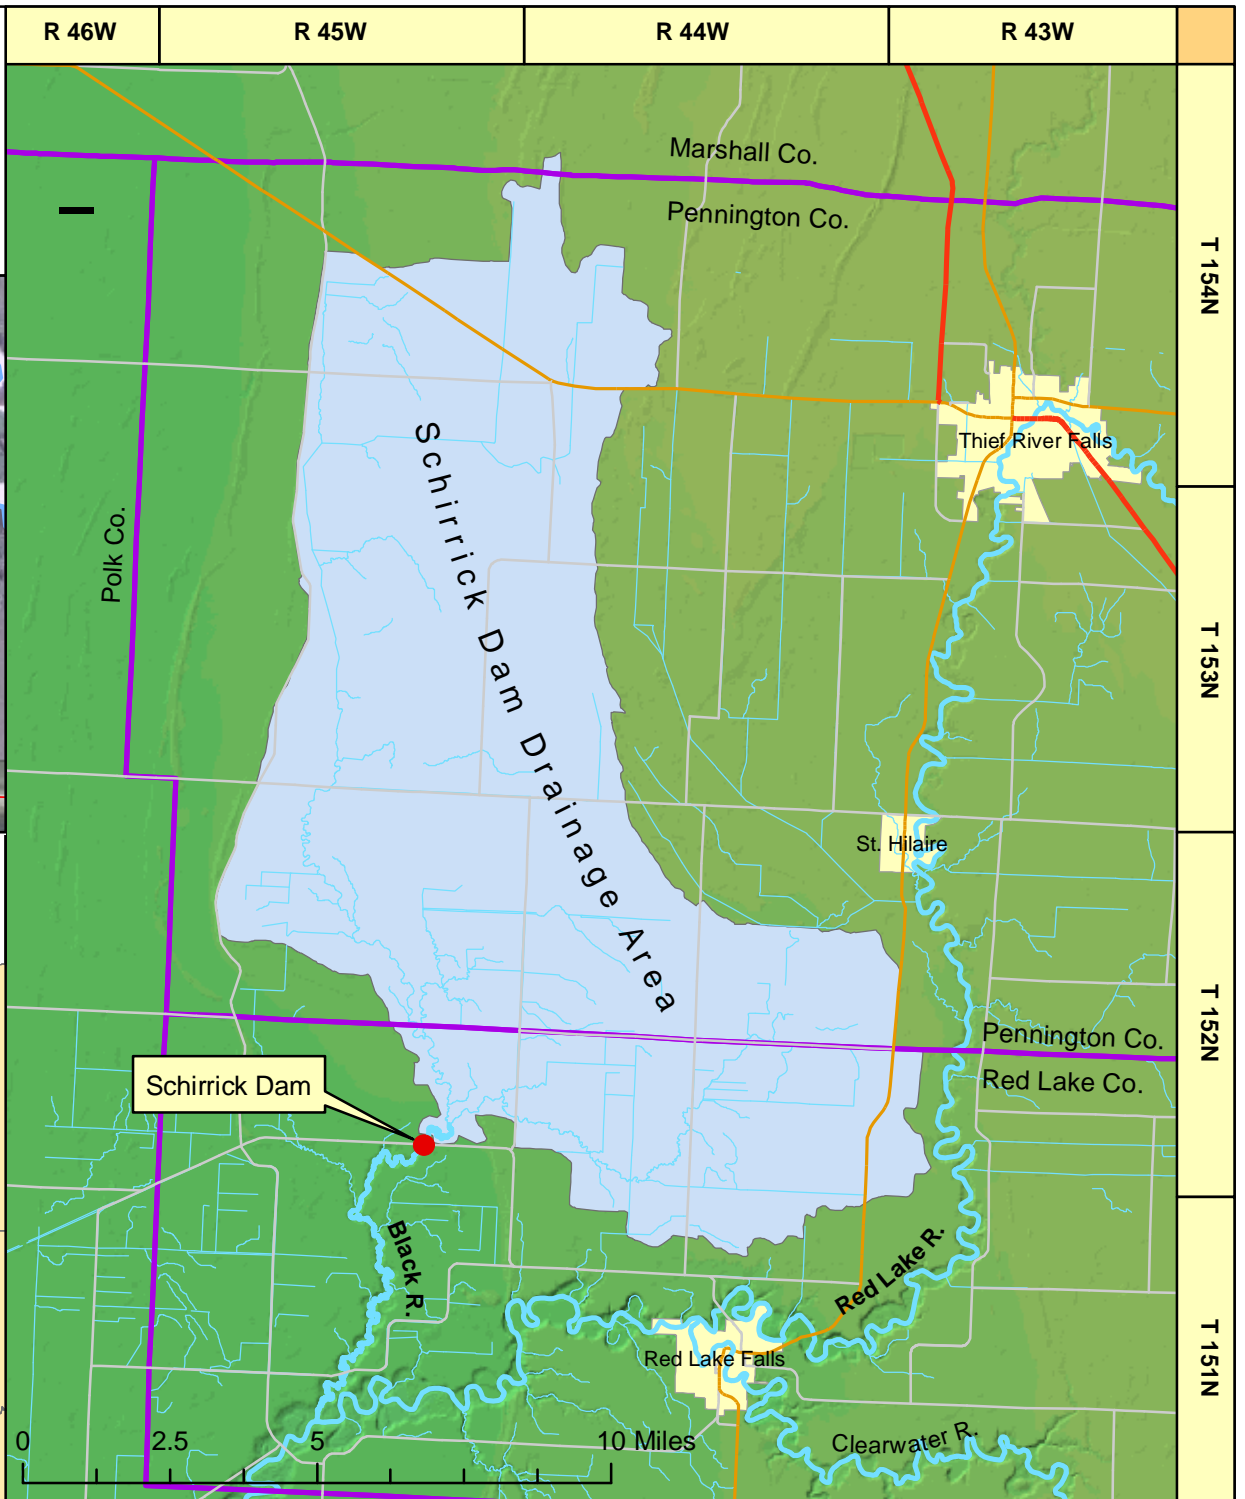 R 46W
R 45W
R 44W
R 43W
Marshall Co.
Pennington Co.
T 154N
Thief River Falls
Schirrick Dam Drainage Area
Polk Co.
T 153N
St. Hilaire
T 152N
Pennington Co.
Red Lake Co.
Schirrick Dam
Black R.
Red Lake R.
T 151N
Red Lake Falls
Clearwater R.
0 2.5 5 10 Miles